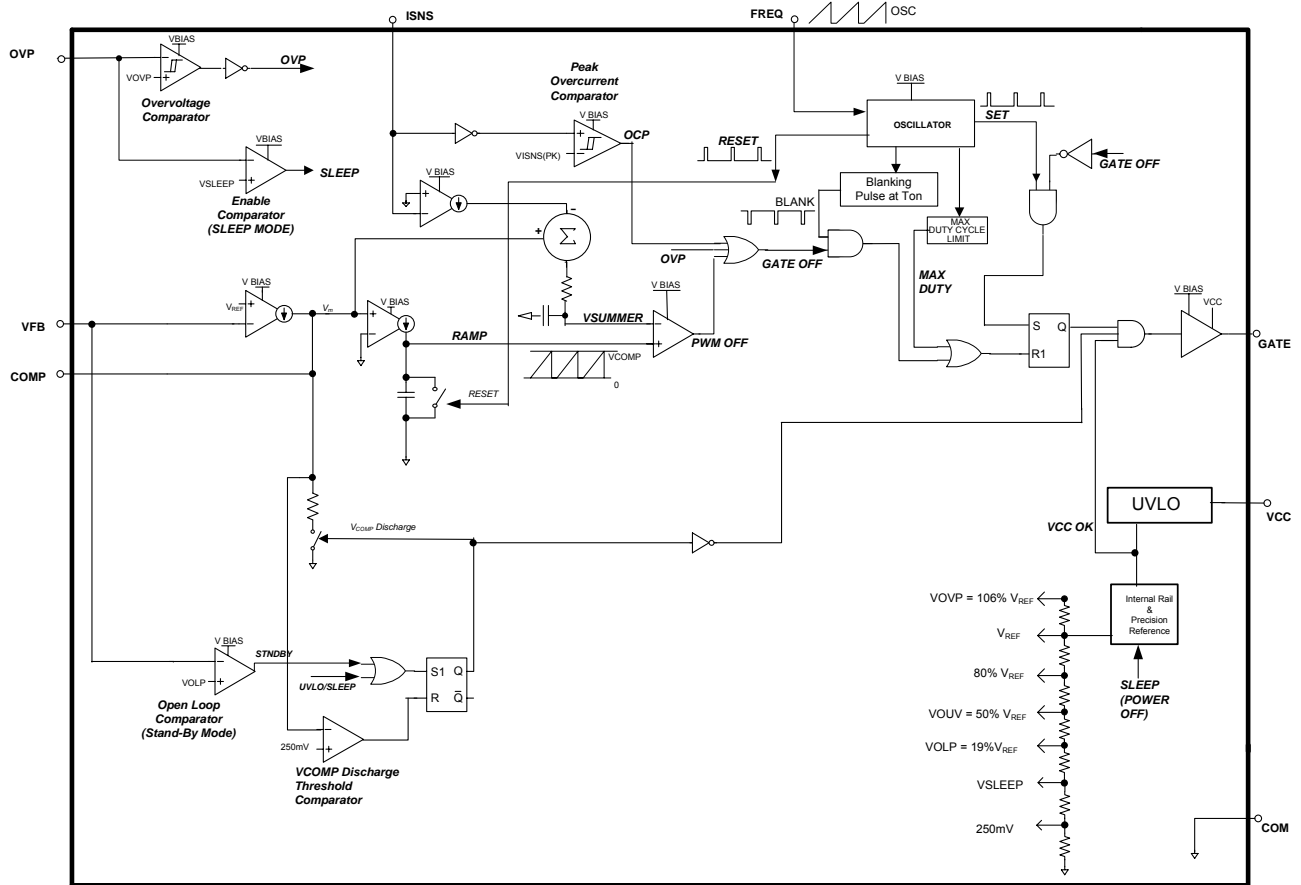 ISNS
FREQ
OSC
OVP
VBIAS
VOVP
OVP
Overvoltage
Comparator
VBIAS
VSLEEP
SLEEP
Enable
Comparator
(SLEEP MODE)
Peak
Overcurrent
Comparator
V BIAS
VISNS(PK)
OCP
V BIAS
V BIAS
OSCILLATOR
SET
RESET
GATE OFF
Blanking
Pulse at Ton
BLANK
MAX
DUTY CYCLE
LIMIT
Σ
OVP
GATE OFF
MAX
DUTY
V BIAS
VREF
Vm
V BIAS
VFB
COMP
VSUMMER
RAMP
VCOMP
0
V BIAS
PWM OFF
RESET
S
Q
R1
V BIAS
VCC
GATE
VCOMP Discharge
UVLO
VCC
VCC OK
Internal Rail
&
Precision
Reference
SLEEP
(POWER
OFF)
VOVP = 106% VREF
VREF
80% VREF
VOUV = 50% VREF
VOLP = 19%VREF
VSLEEP
250mV
COM
V BIAS
VOLP
STNDBY
UVLO/SLEEP
S1
Q
R
Q̅
Open Loop
Comparator
(Stand-By Mode)
250mV
VCOMP Discharge
Threshold
Comparator